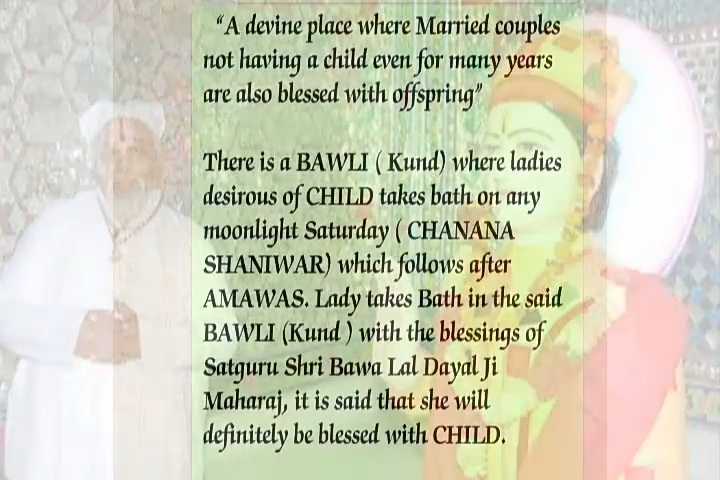 "A devine place where Married couples
not having a child even for many years
are also blessed with offspring"
There is a BAWLI ( Kund) where ladies
desirous of CHILD takes bath on any
moonlight Saturday ( CHANANA
SHANIWAR) which follows after
AMAWAS. Lady takes Bath in the said
BAWLI (Kund ) with the blessings of
Satguru Shri Bawa Lal Dayal Ji
Maharaj, it is said that she will
definitely be blessed with CHILD.